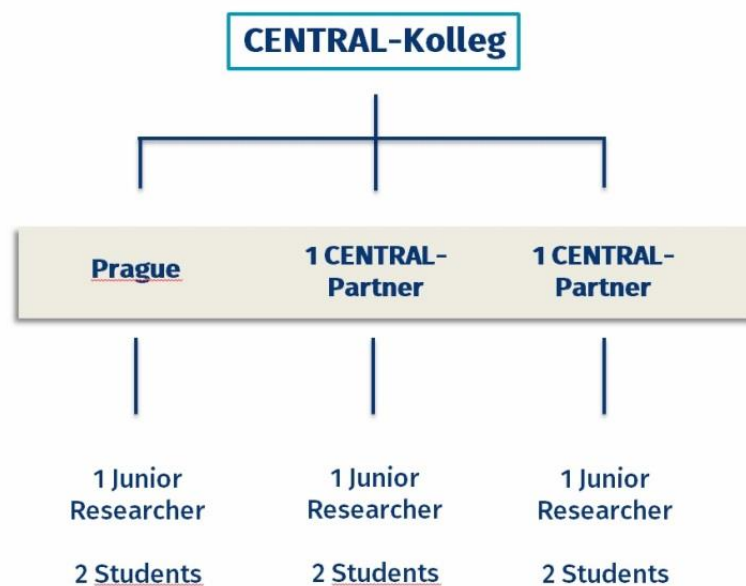 CENTRAL-Kolleg
Prague
1 CENTRAL-
Partner
1 CENTRAL-
Partner
1 Junior
Researcher
2 Students
1 Junior
Researcher
2 Students
1 Junior
Researcher
2 Students